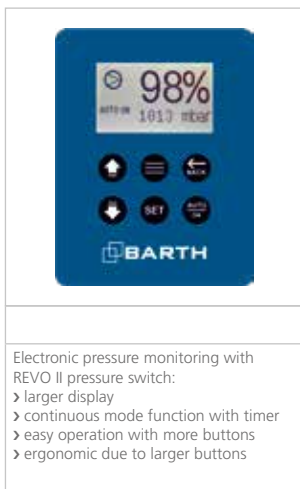 98%
AUTO ON
1013 mbar
BACK
SET
AUTO
ON
BARTH
Electronic pressure monitoring with
REVO II pressure switch:
› larger display
› continuous mode function with timer
› easy operation with more buttons
› ergonomic due to larger buttons